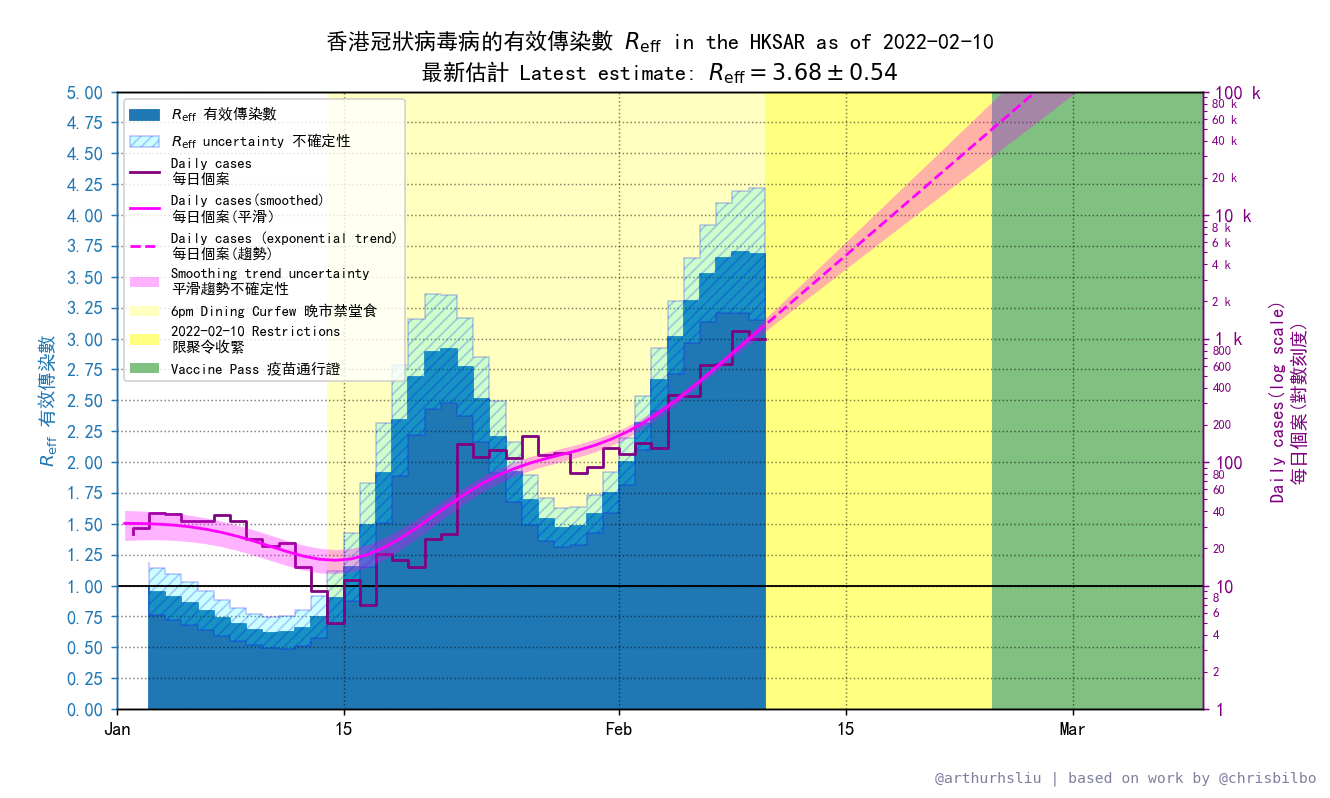 香港冠狀病毒病的有效傳染數 Reff in the HKSAR as of 2022-02-10
最新估計 Latest estimate: Reff = 3.68 ± 0.54
Reff 有效傳染數
Reff uncertainty 不確定性
Daily cases
每日個案
Daily cases(smoothed)
每日個案(平滑)
Daily cases (exponential trend)
每日個案(趨勢)
Smoothing trend uncertainty
平滑趨勢不確定性
6pm Dining Curfew 晚市禁堂食
2022-02-10 Restrictions
限聚令收緊
Vaccine Pass 疫苗通行證
5.00
4.75
4.50
4.25
4.00
3.75
3.50
3.25
3.00
2.75
2.50
2.25
2.00
1.75
1.50
1.25
1.00
0.75
0.50
0.25
0.00
Reff 有效傳染數
100 k
80 k
60 k
40 k
20 k
10 k
8 k
6 k
4 k
2 k
1 k
800
600
400
200
100
80
60
40
20
10
8
6
4
2
1
Daily cases(log scale)
每日個案(對數刻度)
Jan
15
Feb
15
Mar
@arthurhsliu | based on work by @chrisbilbo